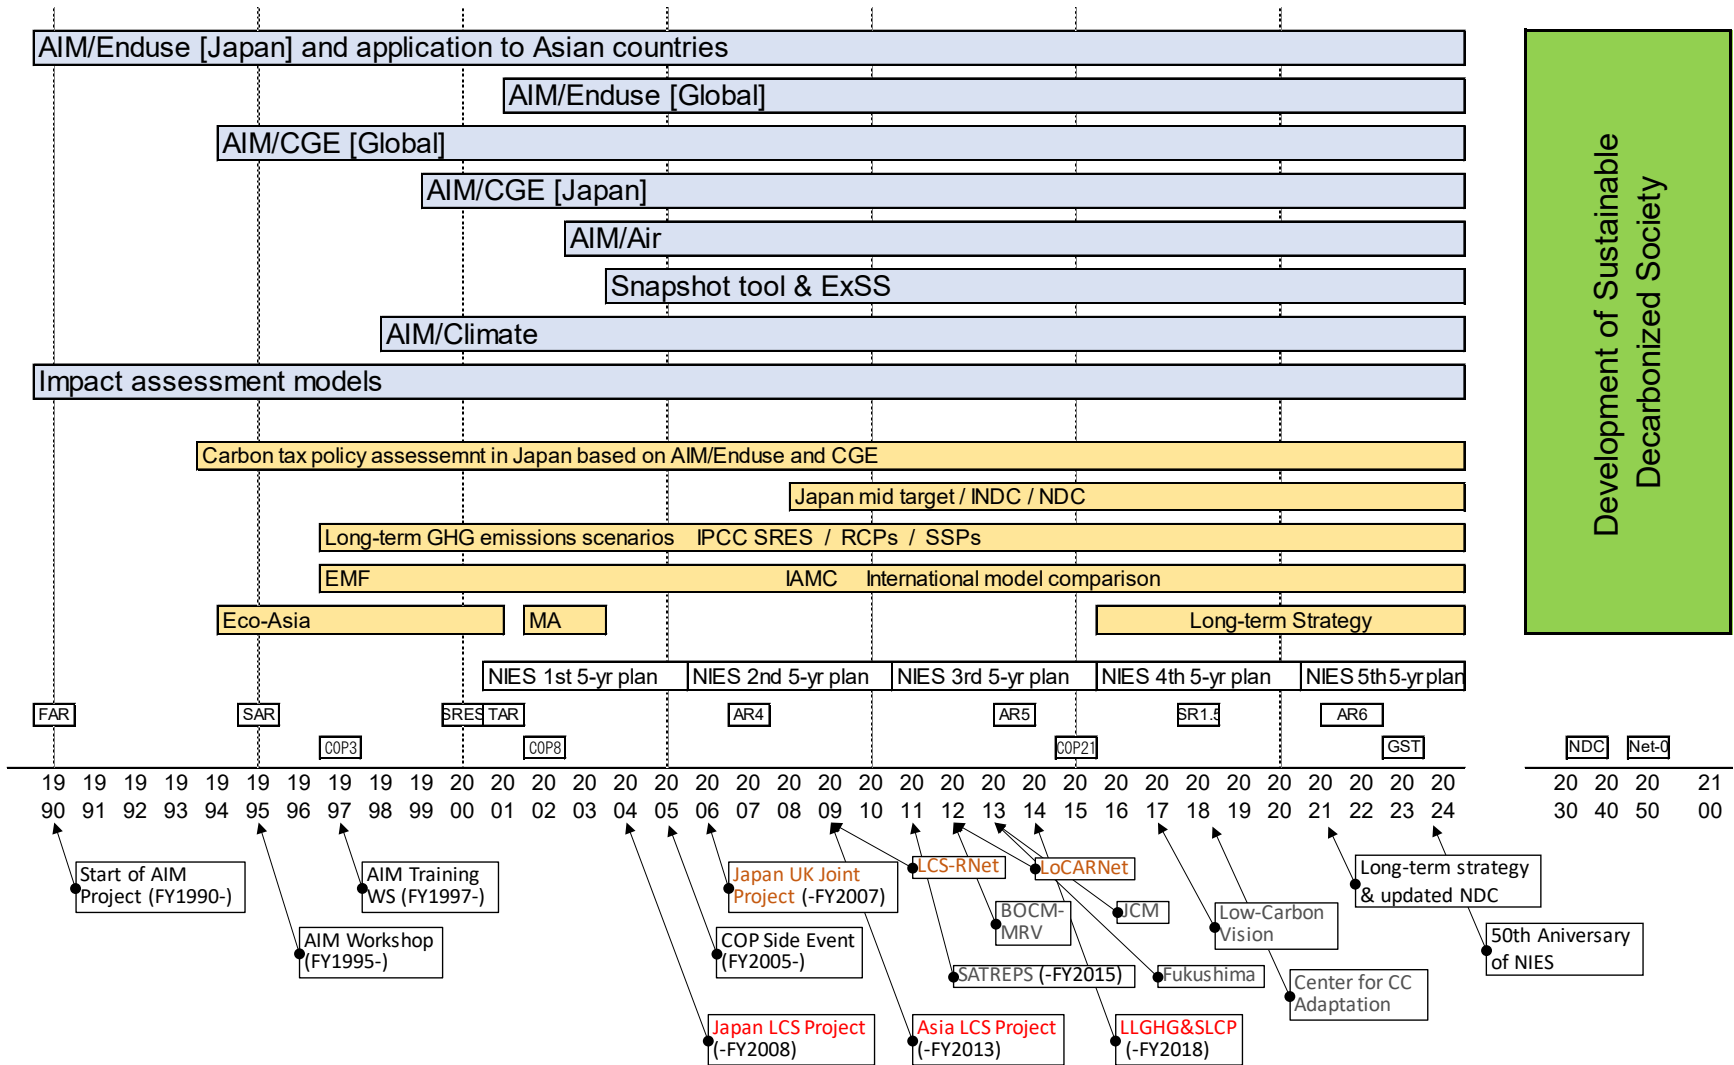 AIM/Enduse [Japan] and application to Asian countries
AIM/Enduse [Global]
AIM/CGE [Global]
AIM/CGE [Japan]
AIM/Air
Snapshot tool & ExSS
AIM/Climate
Impact assessment models
Development of Sustainable
Decarbonized Society
Carbon tax policy assessemnt in Japan based on AIM/Enduse and CGE
Japan mid target / INDC / NDC
Long-term GHG emissions scenarios IPCC SRES / RCPs / SSPs
EMF IAMC International model comparison
Eco-Asia MA Long-term Strategy
NIES 1st 5-yr plan NIES 2nd 5-yr plan NIES 3rd 5-yr plan NIES 4th 5-yr plan NIES 5th 5-yr plan
FAR SAR SRES TAR AR4 AR5 SR1.5 AR6
COP3 COP8 COP21 GST NDC Net-0
19 19 19 19 19 19 19 19 19 19 20 20 20 20 20 20 20 20 20 20 20 20 20 20 20 20 20 20 20 20 20 20 20 20 20 20 20 20 21
90 91 92 93 94 95 96 97 98 99 00 01 02 03 04 05 06 07 08 09 10 11 12 13 14 15 16 17 18 19 20 21 22 23 24 30 40 50 00
Start of AIM
Project (FY1990-)
AIM Training
WS (FY1997-)
Japan UK Joint
Project (-FY2007)
LCS-RNet
LoCARNet
Long-term strategy
& updated NDC
BOCM-
MRV
JCM
Low-Carbon
Vision
AIM Workshop
(FY1995-)
COP Side Event
(FY2005-)
50th Aniversary
of NIES
SATREPS (-FY2015)
Fukushima
Center for CC
Adaptation
Japan LCS Project
(-FY2008)
Asia LCS Project
(-FY2013)
LLGHG&SLCP
(-FY2018)